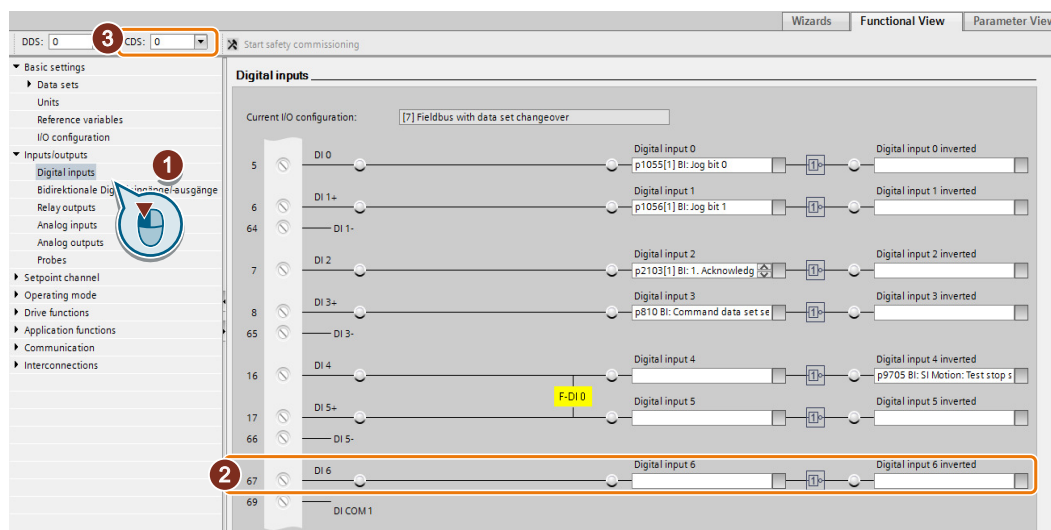 Wizards Functional View Parameter View
DDS: 0 3 CDS: 0 Start safety commissioning
Basic settings
Data sets
Units
Reference variables
I/O configuration
Inputs/outputs
Digital inputs
1
Bidirektionale
-ausgänge
Relay outputs
Analog inputs
Analog outputs
Probes
Setpoint channel
Operating mode
Drive functions
Application functions
Communication
Interconnections
Digital inputs
Current I/O configuration: [7] Fieldbus with data set changeover
Digital input 0 Digital input 0 inverted
5 DI 0 p1055[1] BI: Jog bit 0 1
Digital input 1 Digital input 1 inverted
6 DI 1+ p1056[1] BI: Jog bit 1 1
64 DI 1-
Digital input 2 Digital input 2 inverted
7 DI 2 p2103[1] BI: 1. Acknowledg 1
Digital input 3 Digital input 3 inverted
8 DI 3+ p810 BI: Command data set se 1
65 DI 3-
Digital input 4 Digital input 4 inverted
16 DI 4 1 p9705 BI: SI Motion: Test stop s
F-DI 0
Digital input 5 Digital input 5 inverted
17 DI 5+ 1
66 DI 5-
2
Digital input 6 Digital input 6 inverted
67 DI 6 1
69 DI COM 1